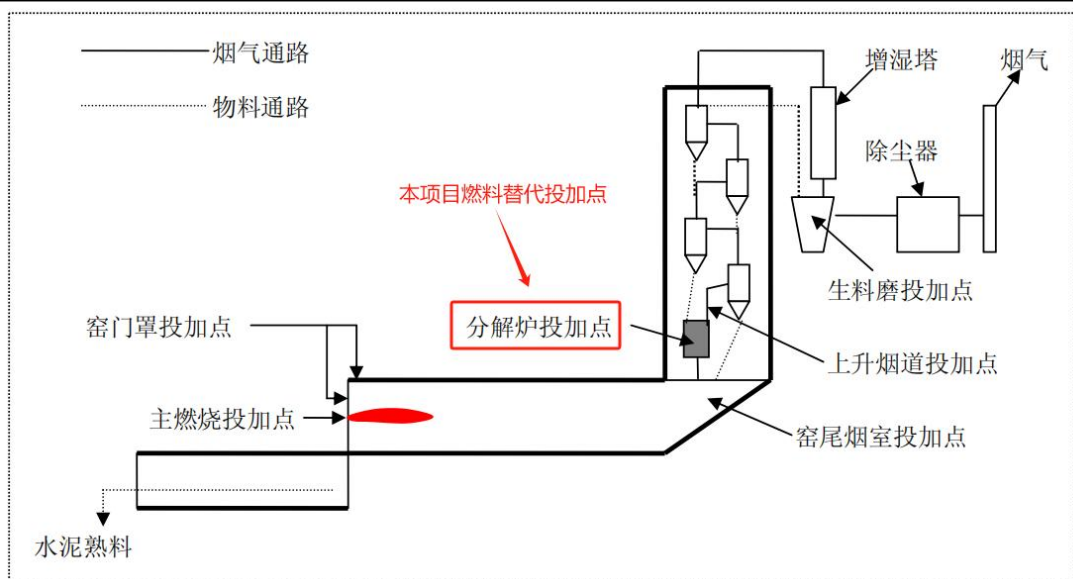 烟气通路
物料通路
增湿塔
烟气
除尘器
本项目燃料替代投加点
生料磨投加点
窑门罩投加点
分解炉投加点
上升烟道投加点
主燃烧投加点
窑尾烟室投加点
水泥熟料